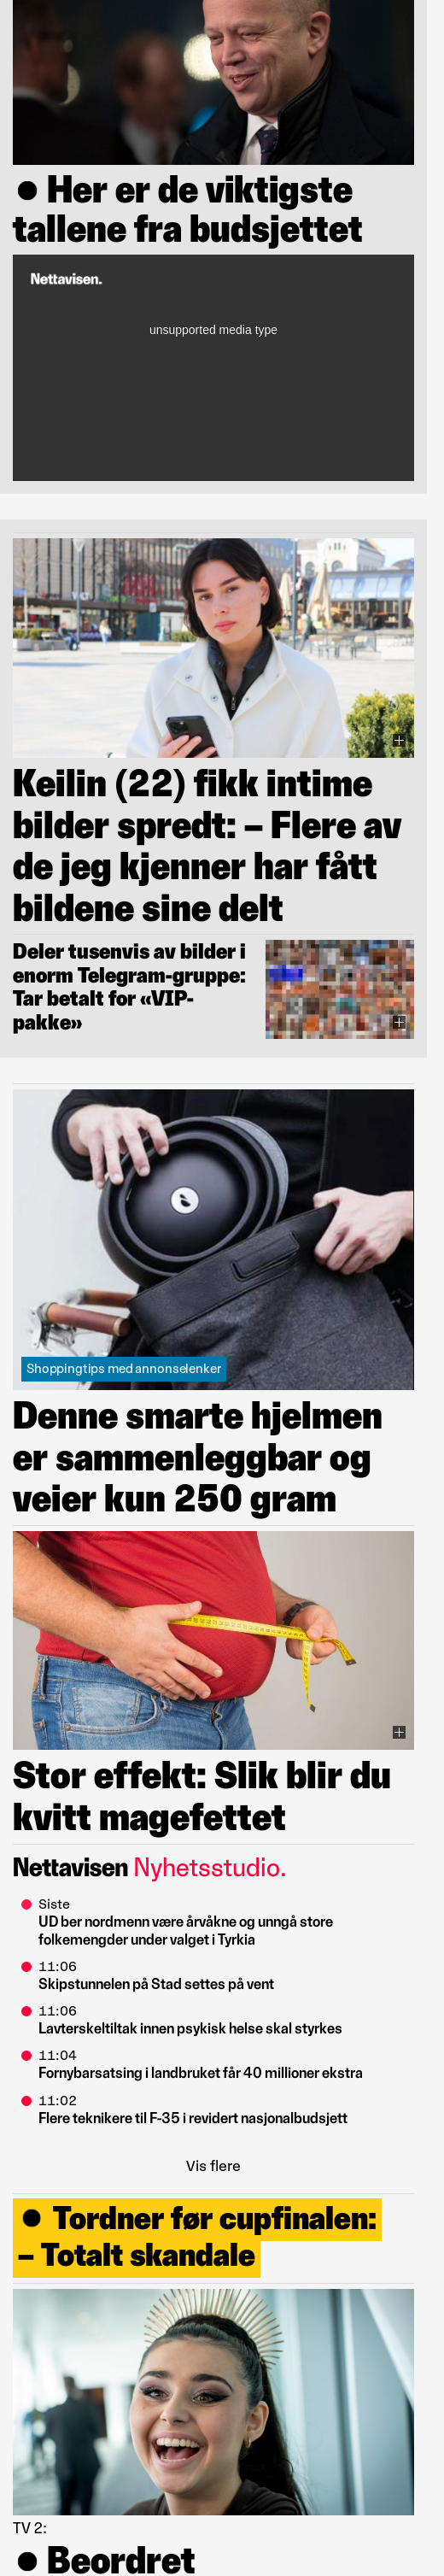 ● Her er de viktigste
tallene fra budsjettet
Nettavisen.
unsupported media type
Keilin (22) fikk intime
bilder spredt: – Flere av
de jeg kjenner har fått
bildene sine delt
Deler tusenvis av bilder i
enorm Telegram-gruppe:
Tar betalt for «VIP-
pakke»
Shoppingtips med annonselenker
Denne smarte hjelmen
er sammenleggbar og
veier kun 250 gram
Stor effekt: Slik blir du
kvitt magefettet
Nettavisen Nyhetsstudio.
Siste
UD ber nordmenn være årvåkne og unngå store
folkemengder under valget i Tyrkia
11:06
Skipstunnelen på Stad settes på vent
11:06
Lavterskeltiltak innen psykisk helse skal styrkes
11:04
Fornybarsatsing i landbruket får 40 millioner ekstra
11:02
Flere teknikere til F-35 i revidert nasjonalbudsjett
Vis flere
● Tordner før cupfinalen:
– Totalt skandale
TV 2:
● Beordret